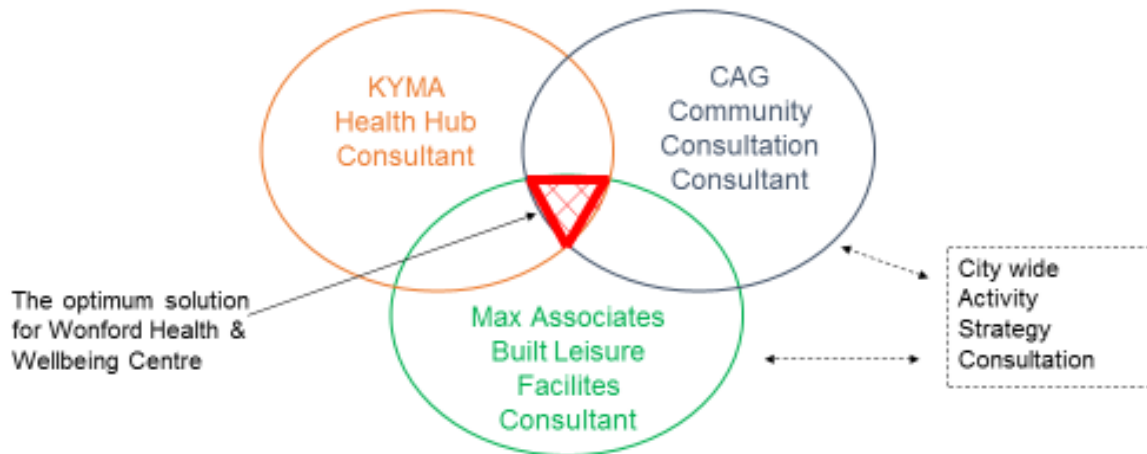 KYMA
Health Hub
Consultant
CAG
Community
Consultation
Consultant
The optimum solution
for Wonford Health &
Wellbeing Centre
Max Associates
Built Leisure
Facilites
Consultant
City wide
Activity
Strategy
Consultation